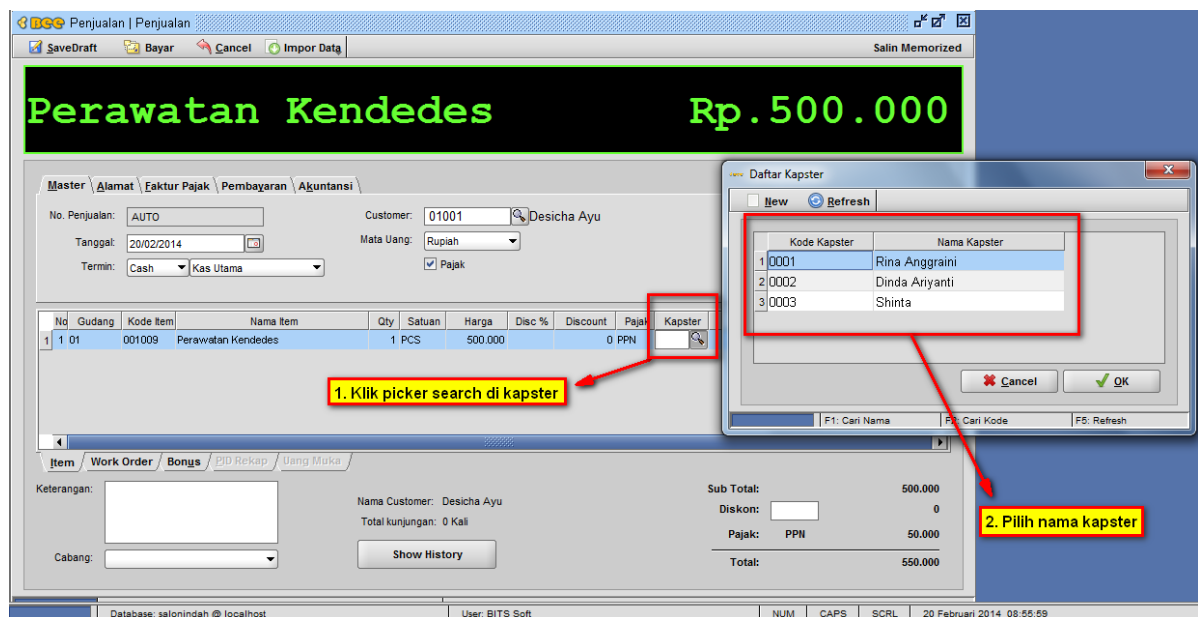 BEE Penjualan | Penjualan
SaveDraft Bayar Cancel Impor Data Salin Memorized
Perawatan Kendedes Rp.500.000
Master Alamat Faktur Pajak Pembayaran Akuntansi
No. Penjualan: AUTO Customer: 01001 Desicha Ayu
Tanggal: 20/02/2014 Mata Uang: Rupiah
Termin: Cash Kas Utama Pajak
No Gudang Kode Item Nama Item Qty Satuan Harga Disc % Discount Pajak Kapster
1 1 01 001009 Perawatan Kendedes 1 PCS 500.000 0 PPN
1. Klik picker search di kapster
Item Work Order Bonus PID Rekap Uang Muka
Keterangan:
Nama Customer: Desicha Ayu
Total kunjungan: 0 Kali
Cabang:
Show History
Sub Total: 500.000
Diskon: 0
Pajak: PPN 50.000
Total: 550.000
Daftar Kapster
New Refresh
Kode Kapster Nama Kapster
1 0001 Rina Anggraini
2 0002 Dinda Ariyanti
3 0003 Shinta
Cancel OK
F1: Cari Nama Cari Kode F5: Refresh
2. Pilih nama kapster
Database: salonindah @ localhost User: BITS Soft NUM CAPS SCRL 20 Februari 2014 08:55:59